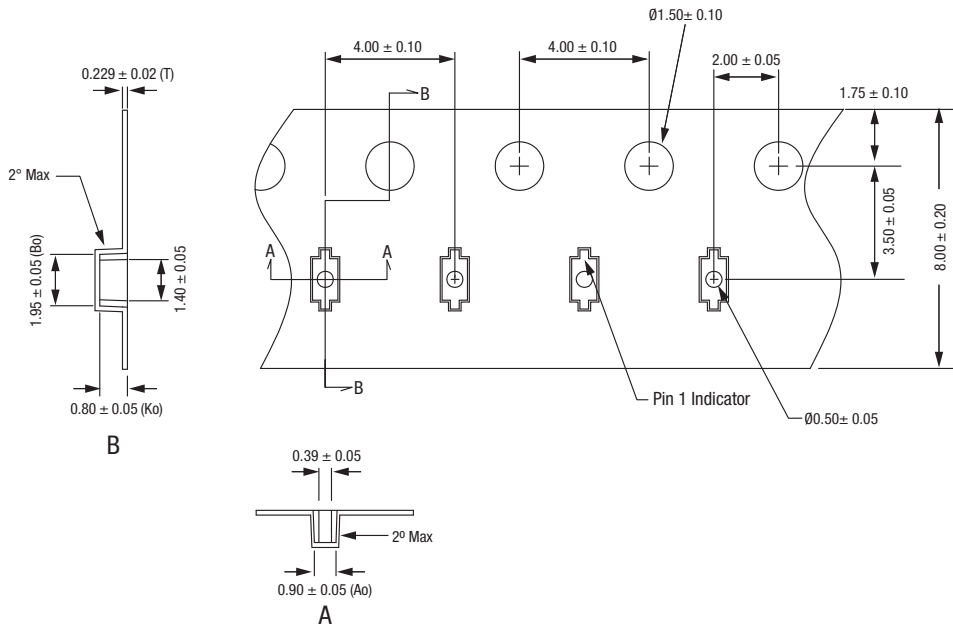 Ø1.50± 0.10
4.00 ± 0.10
4.00 ± 0.10
2.00 ± 0.05
0.229 ± 0.02 (T)
1.75 ± 0.10
B
2° Max
3.50 ± 0.05
8.00 ± 0.20
A
A
1.95 ± 0.05 (Bo)
1.40 ± 0.05
B
Pin 1 Indicator
0.80 ± 0.05 (Ko)
Ø0.50± 0.05
B
0.39 ± 0.05
2º Max
0.90 ± 0.05 (Ao)
A